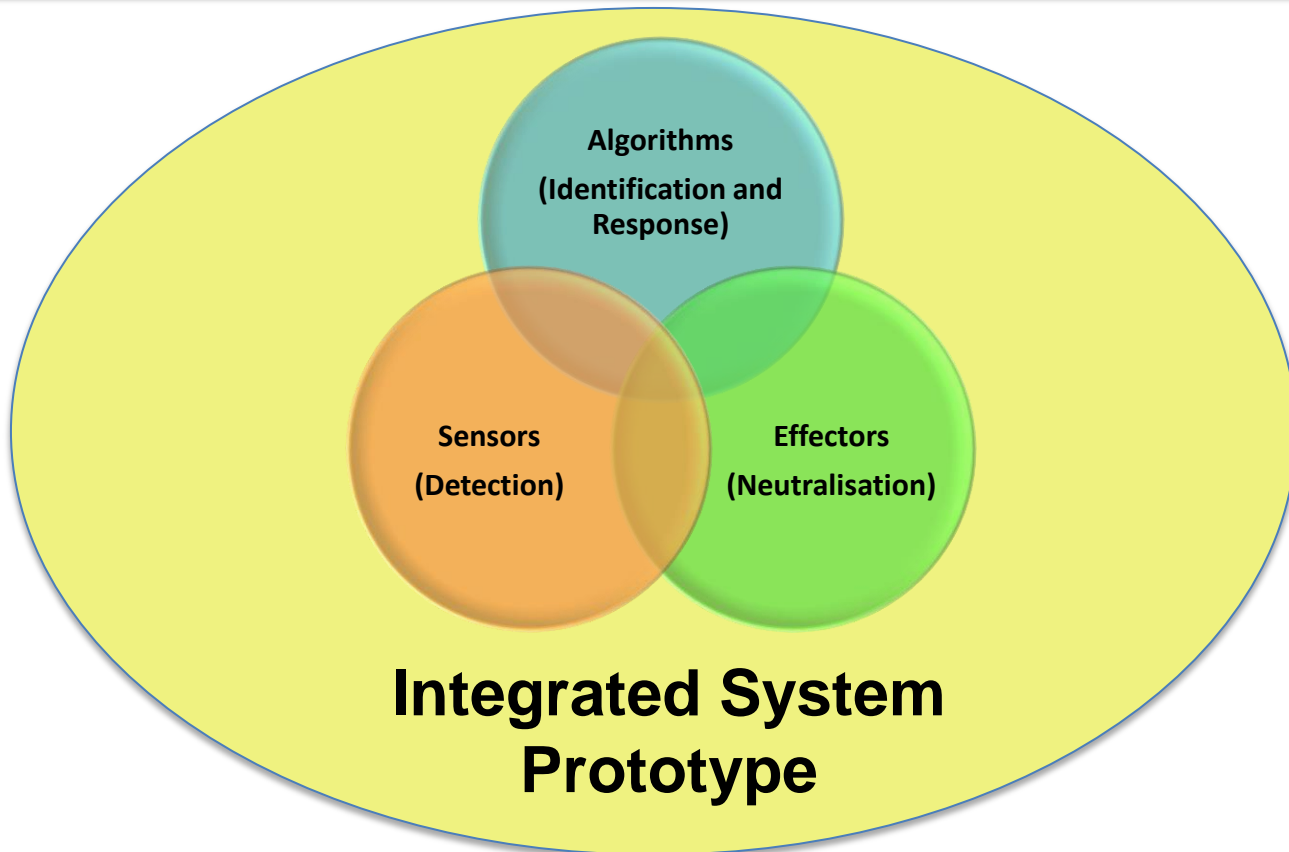 Algorithms
(Identification and
Response)
Sensors
(Detection)
Effectors
(Neutralisation)
Integrated System
Prototype